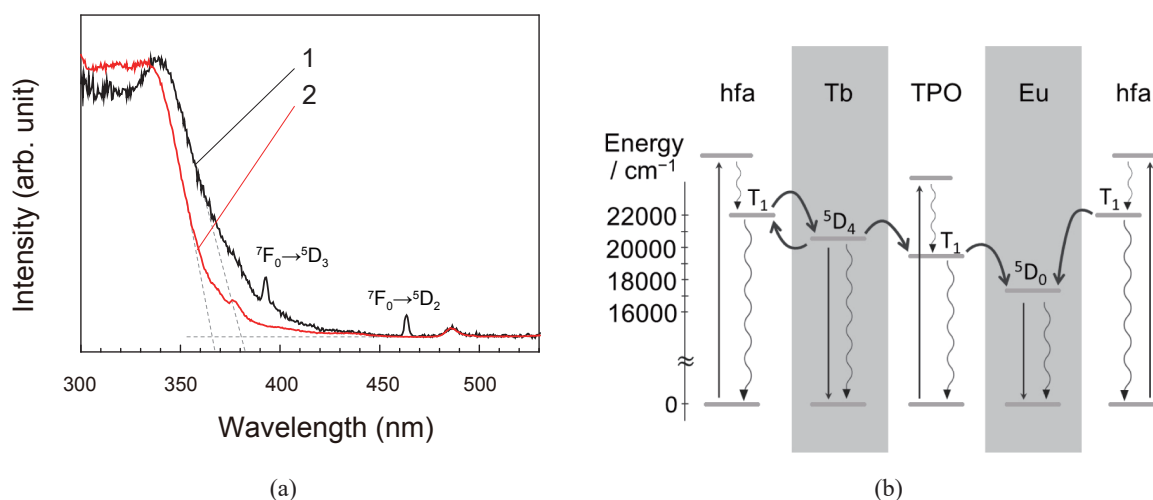 Intensity (arb. unit)
1
2
⁷F₀→⁵D₃
⁷F₀→⁵D₂
300 350 400 450 500
Wavelength (nm)
(a)
hfa Tb TPO Eu hfa
Energy
/ cm⁻¹
T₁ T₁
22000
⁵D₄
20000
T₁
18000
⁵D₀
16000
≈
0
(b)